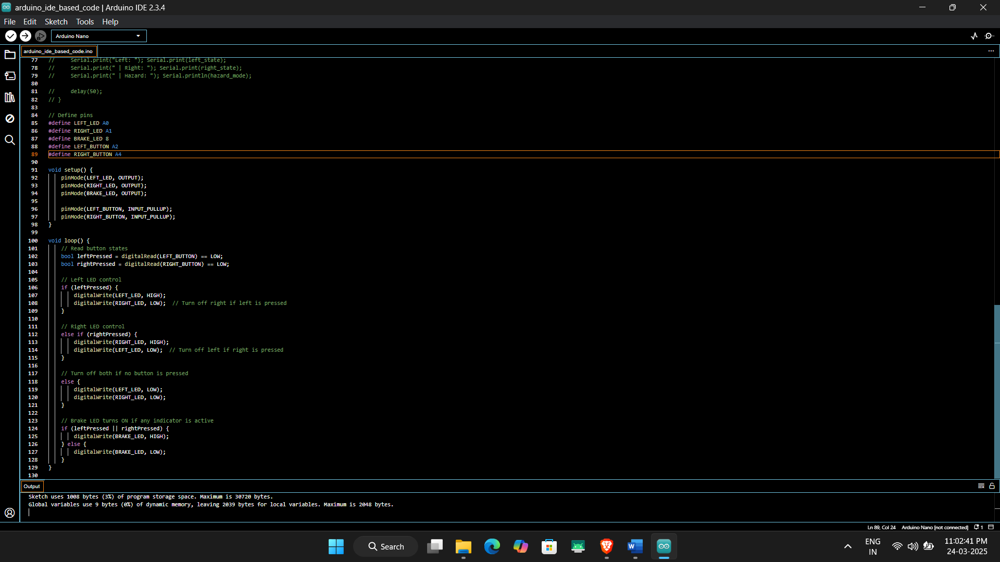 arduino_ide_based_code | Arduino IDE 2.3.4
File Edit Sketch Tools Help
Arduino Nano
arduino_ide_based_code.ino
77 // Serial.print("Left: "); Serial.print(left_state);
78 // Serial.print(" | Right: "); Serial.print(right_state);
79 // Serial.print(" | Hazard: "); Serial.println(hazard_mode);
80
81 // delay(50);
82 // }
83
84 // Define pins
85 #define LEFT_LED A0
86 #define RIGHT_LED A1
87 #define BRAKE_LED 8
88 #define LEFT_BUTTON A2
89 #define RIGHT_BUTTON A4
90
91 void setup() {
92 pinMode(LEFT_LED, OUTPUT);
93 pinMode(RIGHT_LED, OUTPUT);
94 pinMode(BRAKE_LED, OUTPUT);
95
96 pinMode(LEFT_BUTTON, INPUT_PULLUP);
97 pinMode(RIGHT_BUTTON, INPUT_PULLUP);
98 }
99
100 void loop() {
101 // Read button states
102 bool leftPressed = digitalRead(LEFT_BUTTON) == LOW;
103 bool rightPressed = digitalRead(RIGHT_BUTTON) == LOW;
104
105 // Left LED control
106 if (leftPressed) {
107 digitalWrite(LEFT_LED, HIGH);
108 digitalWrite(RIGHT_LED, LOW); // Turn off right if left is pressed
109 }
110
111 // Right LED control
112 else if (rightPressed) {
113 digitalWrite(RIGHT_LED, HIGH);
114 digitalWrite(LEFT_LED, LOW); // Turn off left if right is pressed
115 }
116
117 // Turn off both if no button is pressed
118 else {
119 digitalWrite(LEFT_LED, LOW);
120 digitalWrite(RIGHT_LED, LOW);
121 }
122
123 // Brake LED turns ON if any indicator is active
124 if (leftPressed || rightPressed) {
125 digitalWrite(BRAKE_LED, HIGH);
126 } else {
127 digitalWrite(BRAKE_LED, LOW);
128 }
129 }
130
Output
Sketch uses 1008 bytes (3%) of program storage space. Maximum is 30720 bytes.
Global variables use 9 bytes (0%) of dynamic memory, leaving 2039 bytes for local variables. Maximum is 2048 bytes.
Ln 89, Col 24 Arduino Nano [not connected] 1
Search
ENG
IN
11:02:41 PM
24-03-2025